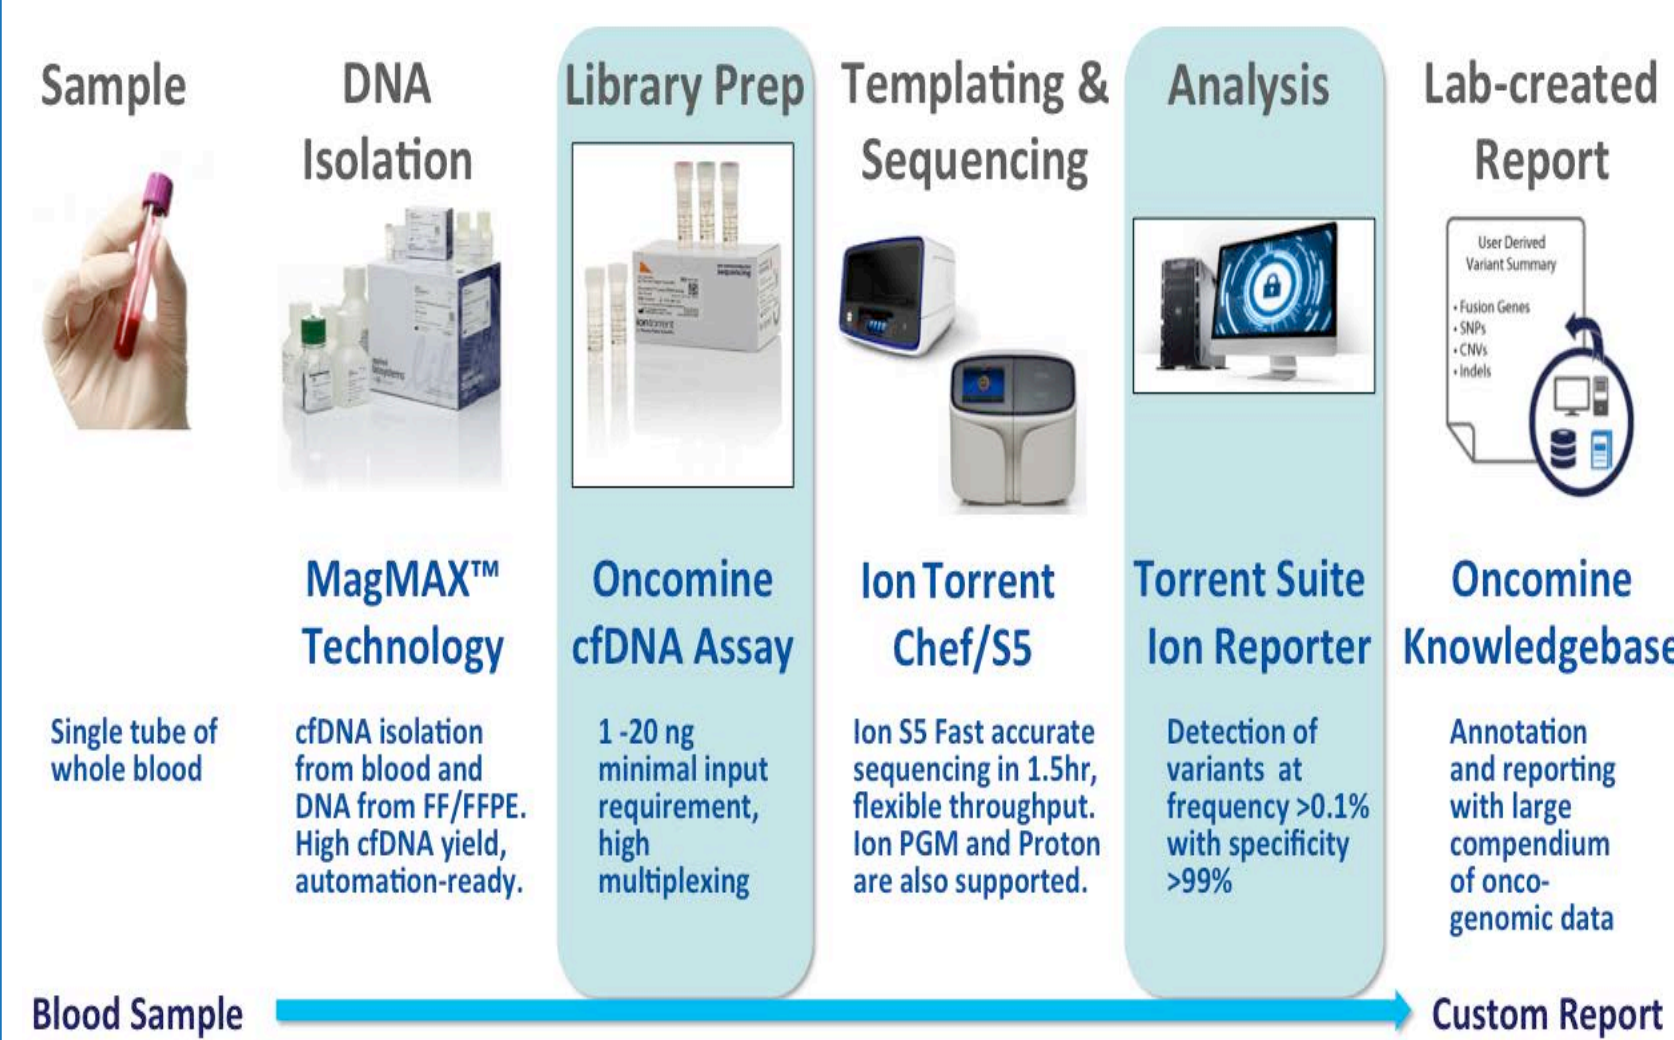 Sample
DNA
Isolation
Library Prep
Templating &
Sequencing
Analysis
Lab-created
Report
sequencing
iontorrent
applied
biosystems
User Derived
Variant Summary
• Fusion Genes
• SNPs
• CNVs
• Indels
MagMAX™
Technology
Oncomine
cfDNA Assay
Ion Torrent
Chef/S5
Torrent Suite
Ion Reporter
Oncomine
Knowledgebase
Single tube of
whole blood
cfDNA isolation
from blood and
DNA from FF/FFPE.
High cfDNA yield,
automation-ready.
1 -20 ng
minimal input
requirement,
high
multiplexing
Ion S5 Fast accurate
sequencing in 1.5hr,
flexible throughput.
Ion PGM and Proton
are also supported.
Detection of
variants at
frequency >0.1%
with specificity
>99%
Annotation
and reporting
with large
compendium
of onco-
genomic data
Blood Sample
Custom Report